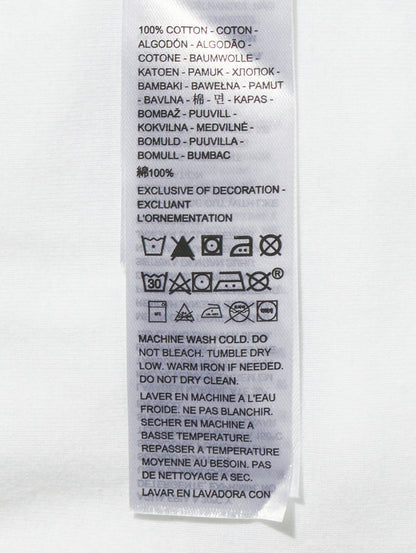 100% COTTON - COTON -
ALGODÓN - ALGODÃO -
COTONE - BAUMWOLLE -
KATOEN - PAMUK - ХЛОПОК -
BAMBAKI - BAWEŁNA - PAMUT
- BAVLNA - 棉 - 면 - KAPAS -
BOMBAŽ - PUUVILL -
KOKVILNA - MEDVILNĖ -
BOMULD - PUUVILLA -
BOMULL - BUMBAC
綿100%
EXCLUSIVE OF DECORATION -
EXCLUANT
L'ORNEMENTATION
30 ®
MACHINE WASH COLD. DO
NOT BLEACH. TUMBLE DRY
LOW. WARM IRON IF NEEDED.
DO NOT DRY CLEAN.
LAVER EN MACHINE A L'EAU
FROIDE. NE PAS BLANCHIR.
SECHER EN MACHINE A
BASSE TEMPERATURE.
REPASSER A TEMPERATURE
MOYENNE AU BESOIN. PAS
DE NETTOYAGE A SEC.
LAVAR EN LAVADORA CON